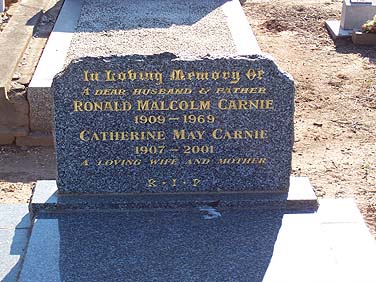 In Loving Memory Of
A DEAR HUSBAND & FATHER
RONALD MALCOLM CARNIE
1909 – 1969
CATHERINE MAY CARNIE
1907 – 2001
A LOVING WIFE AND MOTHER
R · I · P